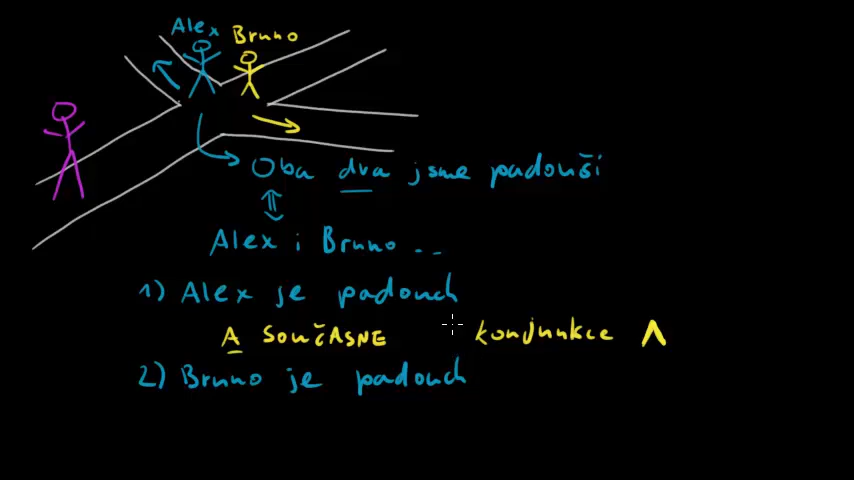 Alex Bruno
Oba dva jsme padouši
Alex i Bruno ..
1) Alex je padouch
A SOUČASNE konjunkce ∧
2) Bruno je padouch